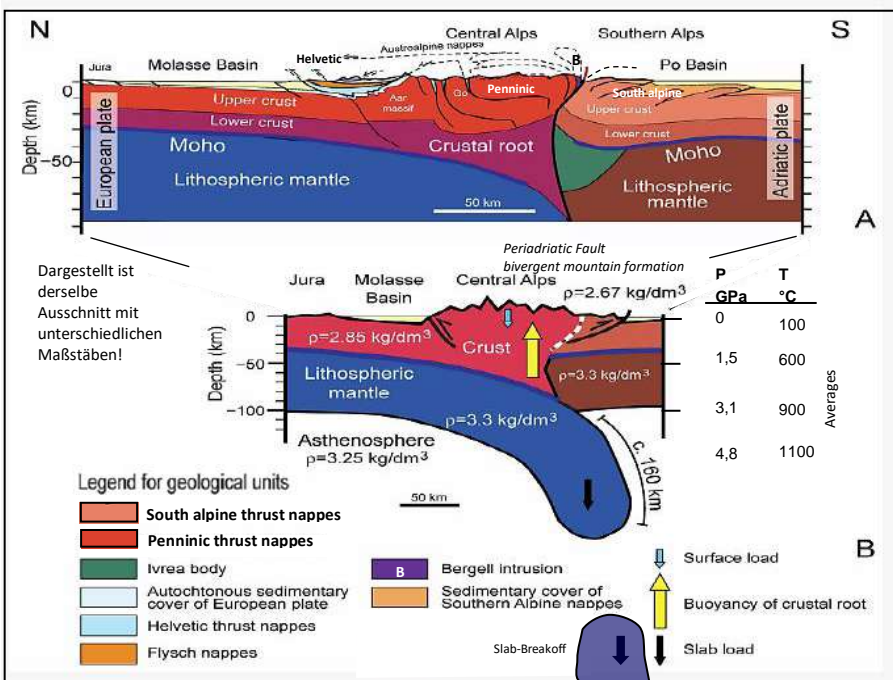 N
S
Central Alps
Southern Alps
Austroalpine nappes
Helvetic
Jura
Molasse Basin
B
Po Basin
0
−50
Depth (km)
European plate
Adriatic plate
Upper crust
Lower crust
Moho
Lithospheric mantle
Aar
massif
Go
Penninic
Crustal root
South alpine
Upper crust
Lower crust
Moho
Lithospheric
mantle
50 km
A
Dargestellt ist
derselbe
Ausschnitt mit
unterschiedlichen
Maßstäben!
Periadriatic Fault
bivergent mountain formation
Jura
Molasse
Basin
Central Alps
ρ=2.67 kg/dm³
0
−50
−100
Depth (km)
ρ=2.85 kg/dm³
Crust
Lithospheric
mantle
ρ=3.3 kg/dm³
ρ=3.3 kg/dm³
Asthenosphere
ρ=3.25 kg/dm³
c. 160 km
50 km
P T
GPa °C
0 100
1,5 600
3,1 900
4,8 1100
Averages
B
Legend for geological units
South alpine thrust nappes
Penninic thrust nappes
Ivrea body
Autochtonous sedimentary
cover of European plate
Helvetic thrust nappes
Flysch nappes
B Bergell intrusion
Sedimentary cover of
Southern Alpine nappes
Slab-Breakoff
Surface load
Buoyancy of crustal root
Slab load